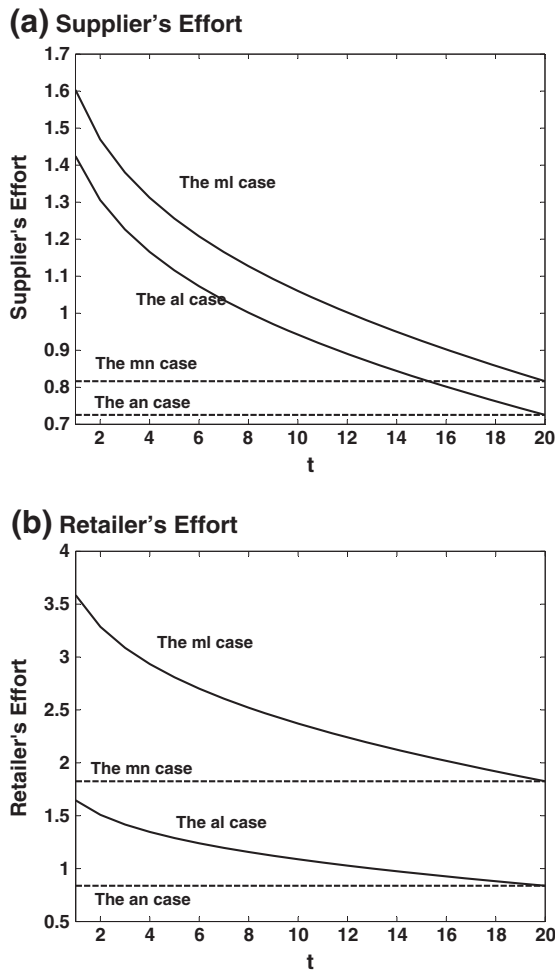 (a) Supplier's Effort
1.7
1.6
1.5
1.4
1.3
1.2
1.1
1
0.9
0.8
0.7
Supplier's Effort
The ml case
The al case
The mn case
The an case
2 4 6 8 10 12 14 16 18 20
t
(b) Retailer's Effort
4
3.5
3
2.5
2
1.5
1
0.5
Retailer's Effort
The ml case
The mn case
The al case
The an case
2 4 6 8 10 12 14 16 18 20
t